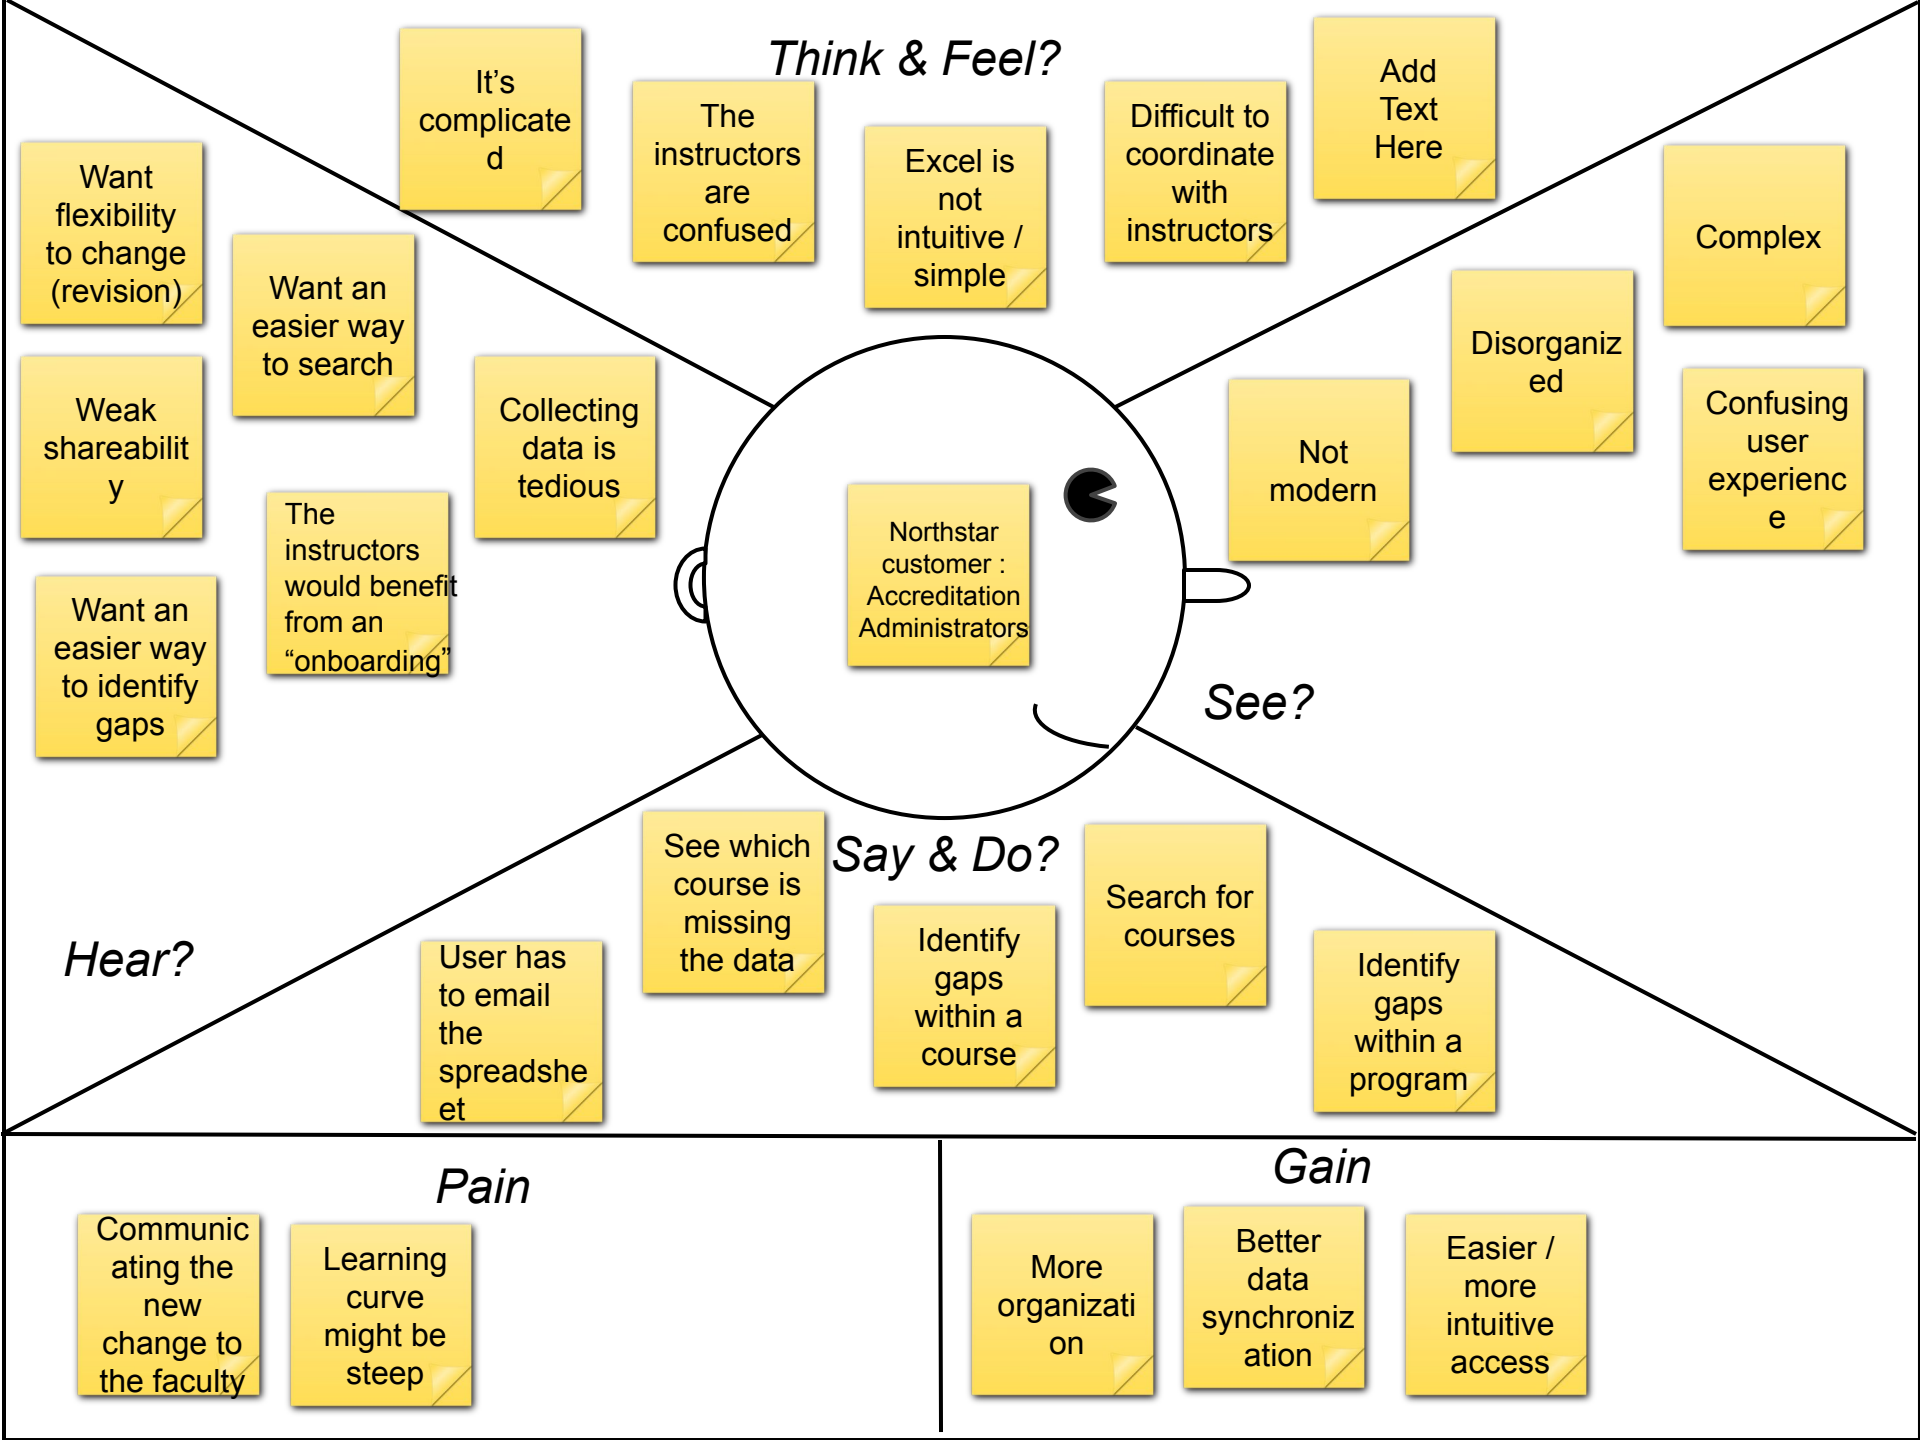 Think & Feel?
It’s
complicate
d
The
instructors
are
confused
Excel is
not
intuitive /
simple
Difficult to
coordinate
with
instructors
Add
Text
Here
Want
flexibility
to change
(revision)
Want an
easier way
to search
Weak
shareabilit
y
Collecting
data is
tedious
The
instructors
would benefit
from an
“onboarding”
Want an
easier way
to identify
gaps
Hear?
Northstar
customer :
Accreditation
Administrators
Complex
Disorganiz
ed
Confusing
user
experienc
e
Not
modern
See?
Say & Do?
See which
course is
missing
the data
User has
to email
the
spreadshe
et
Identify
gaps
within a
course
Search for
courses
Identify
gaps
within a
program
Pain
Communic
ating the
new
change to
the faculty
Learning
curve
might be
steep
Gain
More
organizati
on
Better
data
synchroniz
ation
Easier /
more
intuitive
access